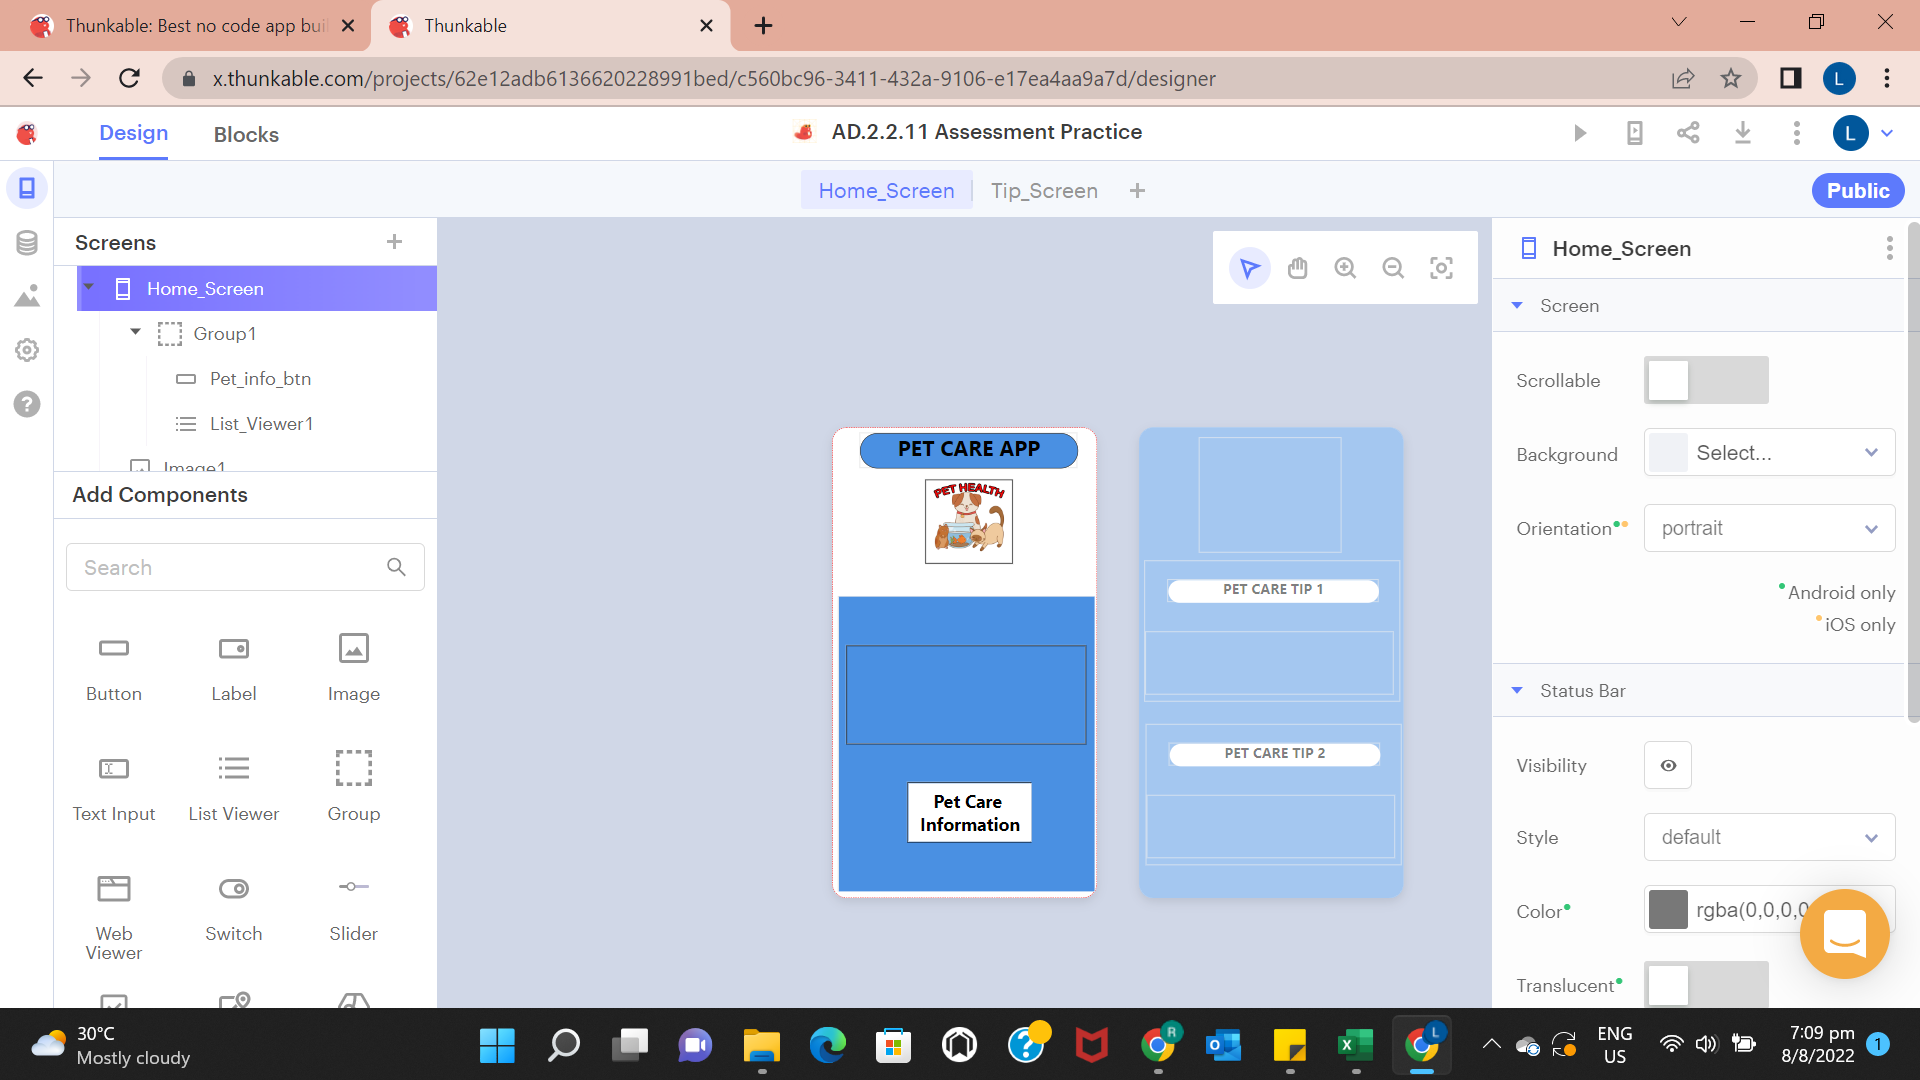 Thunkable: Best no code app bui
Thunkable
x.thunkable.com/projects/62e12adb6136620228991bed/c560bc96-3411-432a-9106-e17ea4aa9a7d/designer
L
Design
Blocks
AD.2.2.11 Assessment Practice
L
Home_Screen
Tip_Screen
Public
Screens
Home_Screen
Group1
Pet_info_btn
List_Viewer1
Image1
Add Components
Search
Button
Label
Image
Text Input
List Viewer
Group
Web
Viewer
Switch
Slider
PET CARE APP
PET HEALTH
Pet Care
Information
PET CARE TIP 1
PET CARE TIP 2
Home_Screen
Screen
Scrollable
Background
Select...
Orientation
portrait
Android only
iOS only
Status Bar
Visibility
Style
default
Color
rgba(0,0,0,0
Translucent
30°C
Mostly cloudy
R
L
ENG
US
7:09 pm
8/8/2022
1